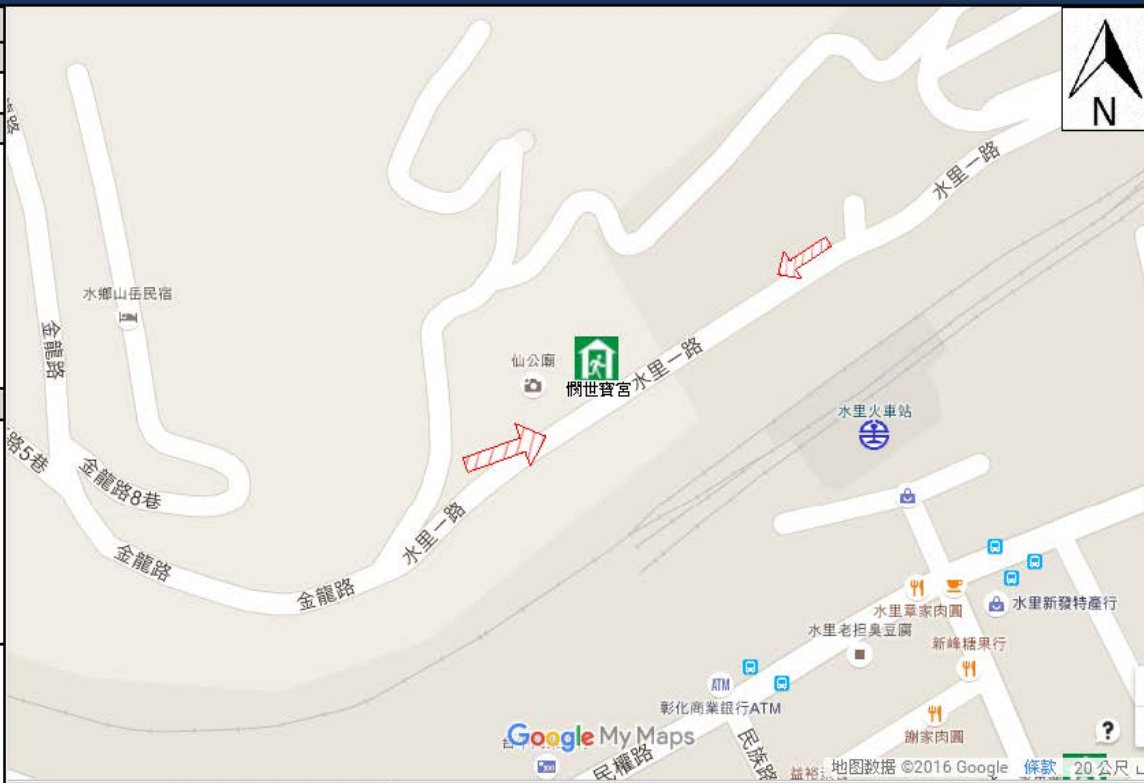 N
水里一路
水鄉山岳民宿
金龍路
仙公廟
憫世寶宮
水里一路
水里火車站
路5巷
金龍路8巷
水里一路
金龍路
金龍路
水里章家肉圓
水里新發特產行
水里老担臭豆腐
新峰糖果行
ATM
彰化商業銀行ATM
謝家肉圓
Google My Maps
民權路
民族路
益裕
地图数据 ©2016 Google 條款 20 公尺
?